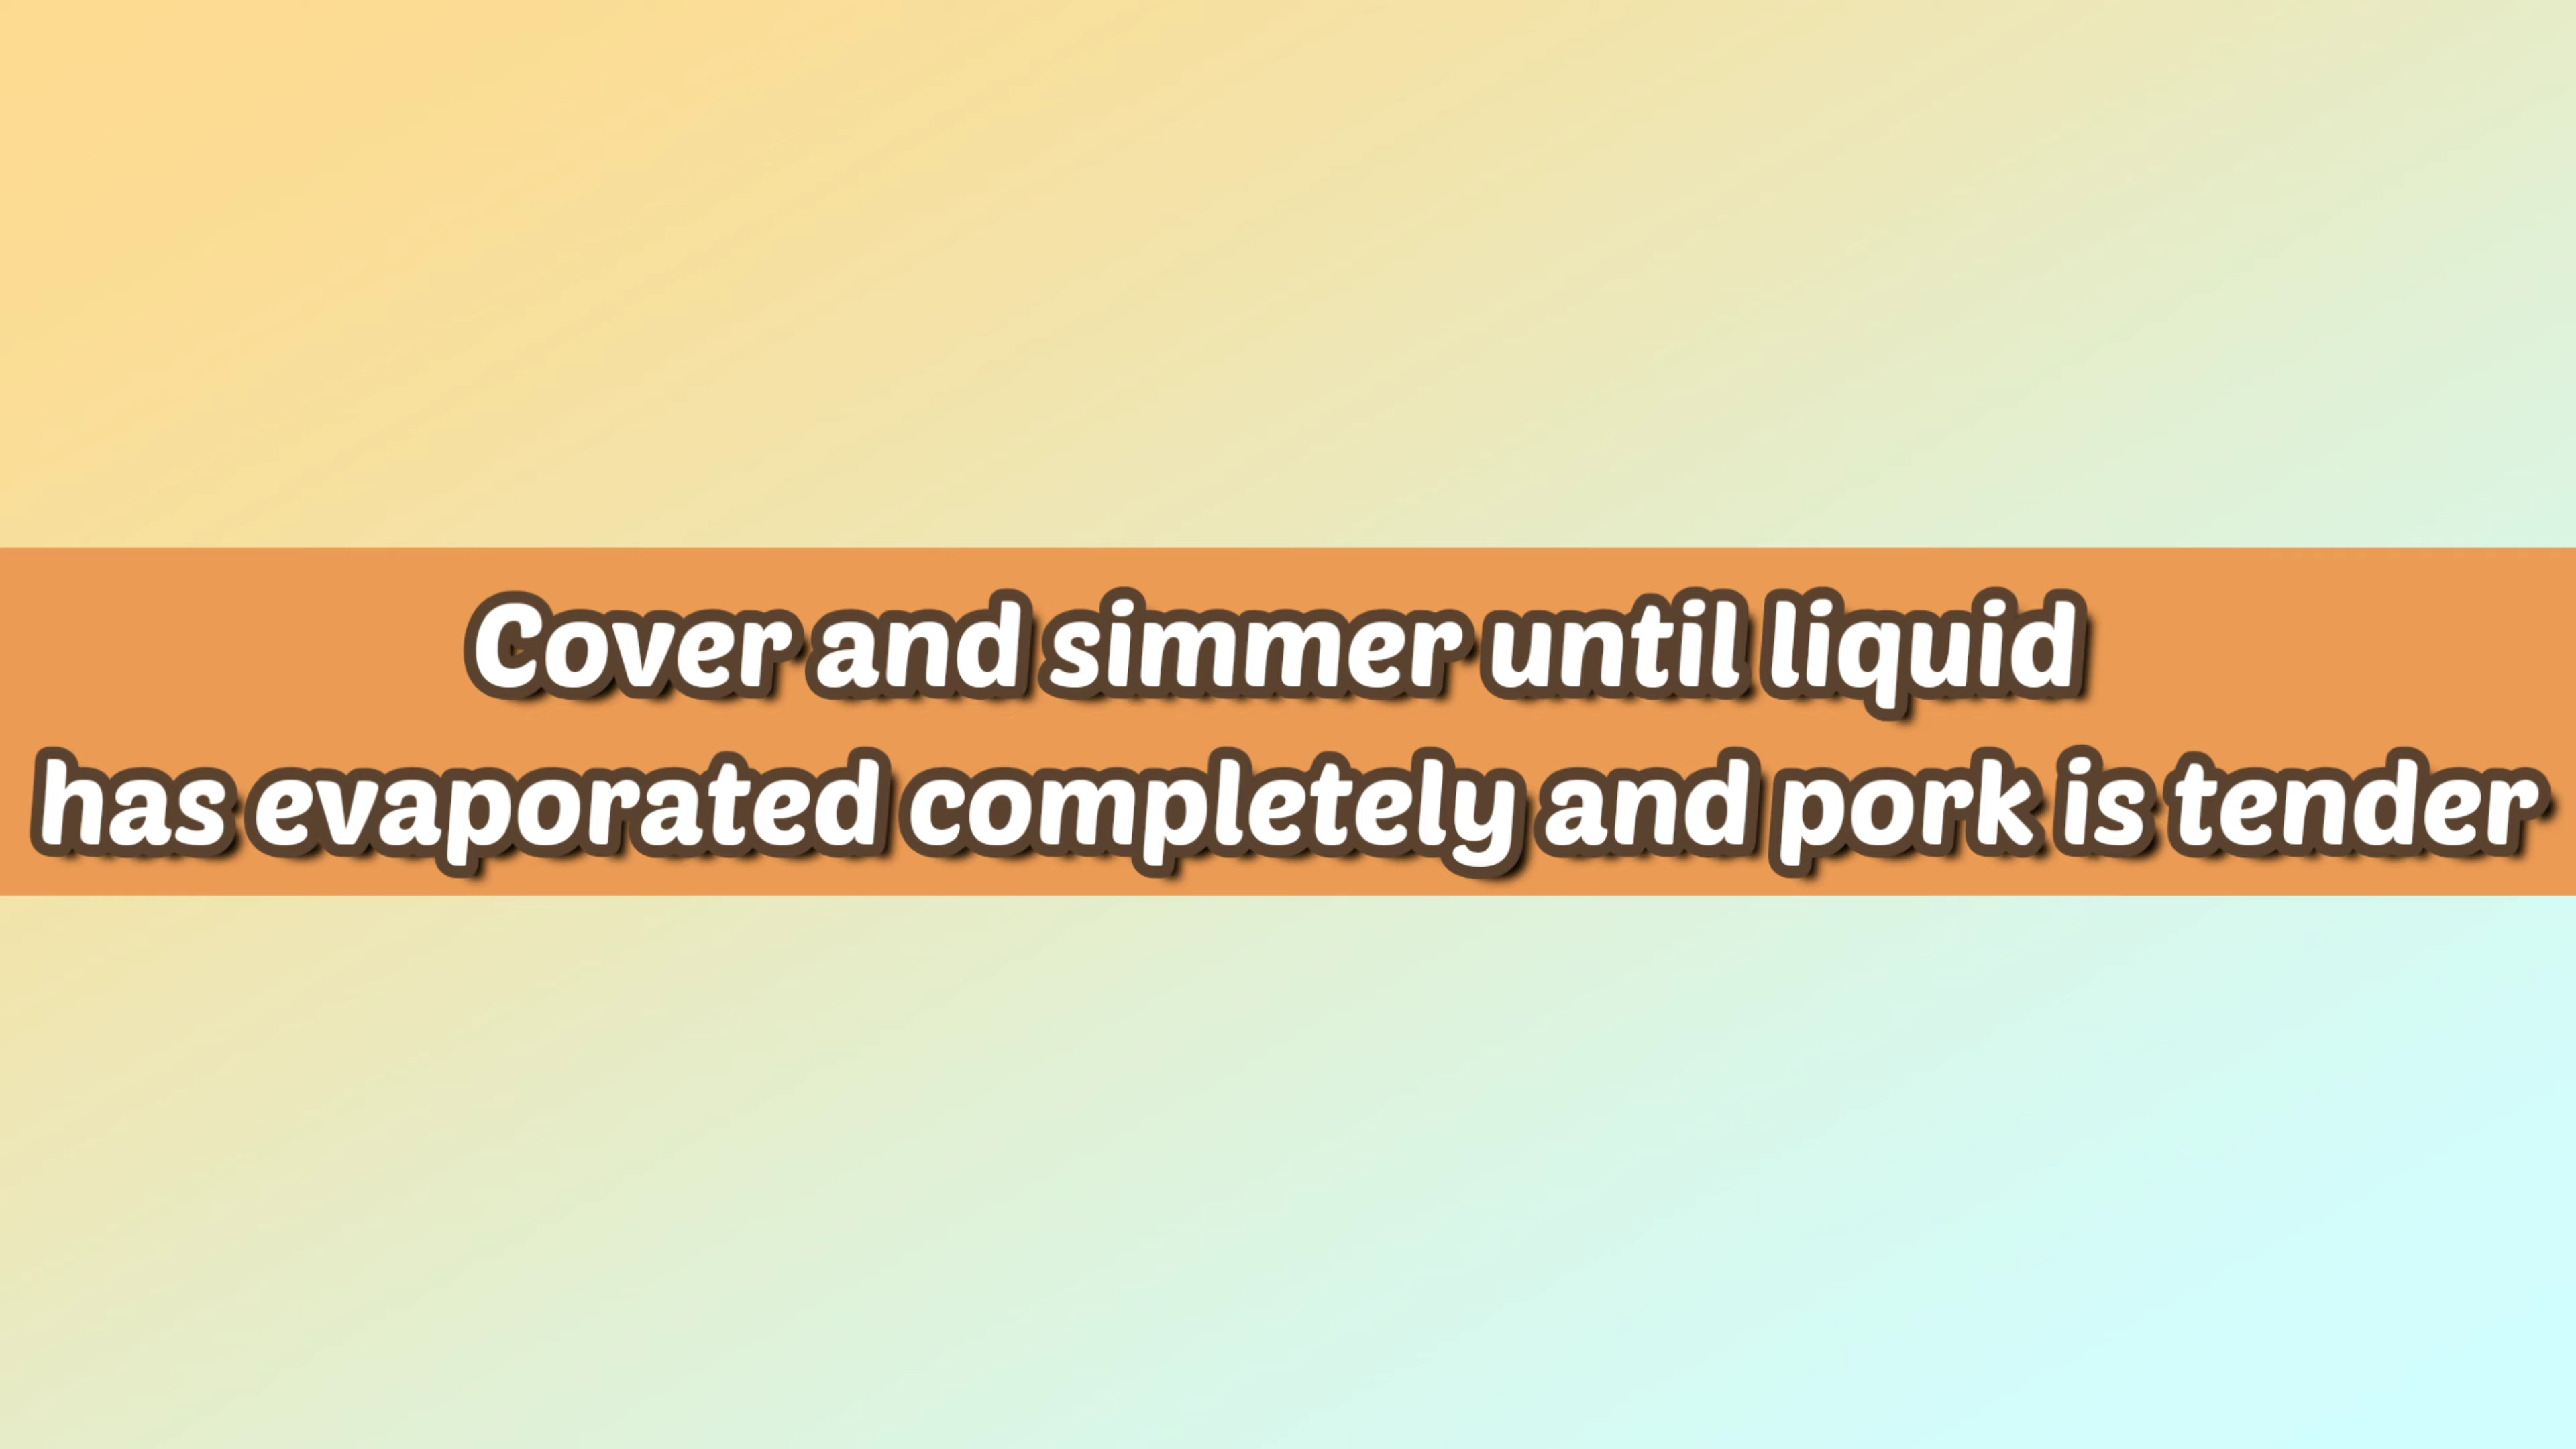 Cover and simmer until liquid
has evaporated completely and pork is tender